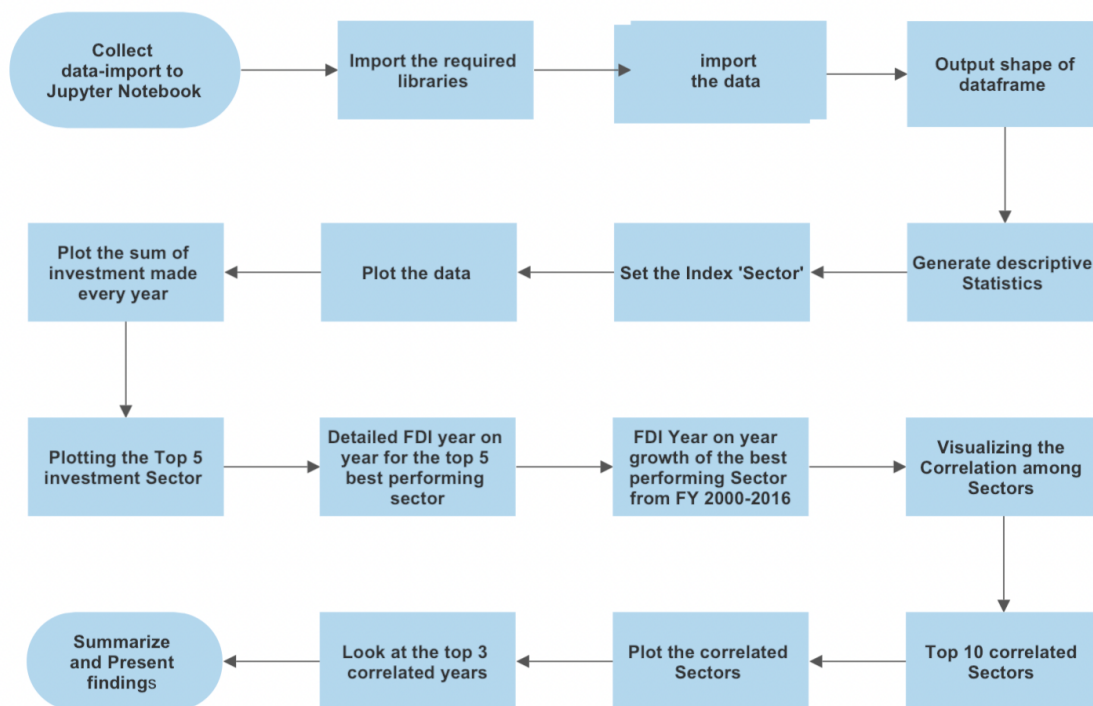 Collect
data-import to
Jupyter Notebook
Import the required
libraries
import
the data
Output shape of
dataframe
Generate descriptive
Statistics
Set the Index 'Sector'
Plot the data
Plot the sum of
investment made
every year
Plotting the Top 5
investment Sector
Detailed FDI year on
year for the top 5
best performing
sector
FDI Year on year
growth of the best
performing Sector
from FY 2000-2016
Visualizing the
Correlation among
Sectors
Top 10 correlated
Sectors
Plot the correlated
Sectors
Look at the top 3
correlated years
Summarize
and Present
findings